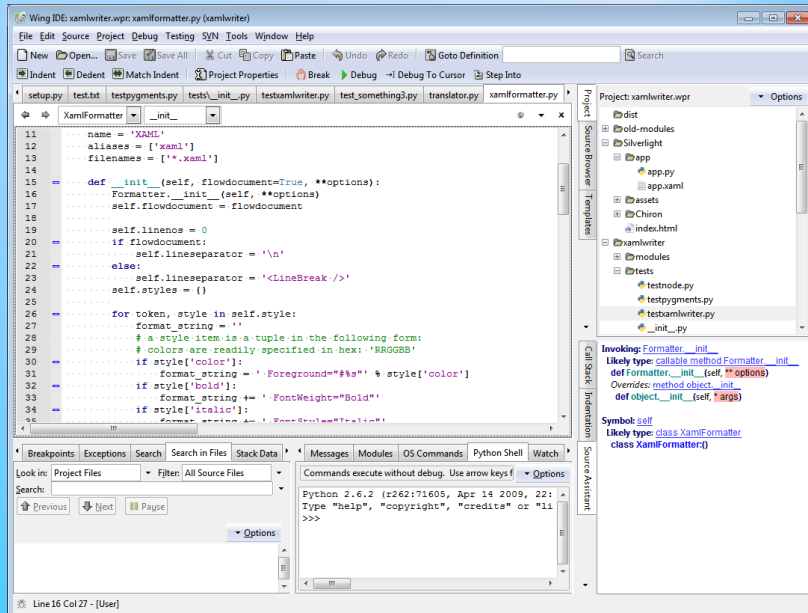 Wing IDE: xamlwriter.wpr: xamlformatter.py (xamlwriter)
File Edit Source Project Debug Testing SVN Tools Window Help
New Open... Save Save All Cut Copy Paste Undo Redo Goto Definition Search
Indent Dedent Match Indent Project Properties Break Debug Debug To Cursor Step Into
setup.py test.txt testpygments.py tests\__init__.py testxamlwriter.py test_something3.py translator.py xamlformatter.py
XamlFormatter __init__
11 name = 'XAML'
12 aliases = ['xaml']
13 filenames = ['*.xaml']
14
15 def __init__(self, flowdocument=True, **options):
16 Formatter.__init__(self, **options)
17 self.flowdocument = flowdocument
18
19 self.linenos = 0
20 if flowdocument:
21 self.lineseparator = '\n'
22 else:
23 self.lineseparator = '<LineBreak />'
24 self.styles = {}
25
26 for token, style in self.style:
27 format_string = ''
28 # a style item is a tuple in the following form:
29 # colors are readily specified in hex: 'RRGGBB'
30 if style['color']:
31 format_string = ' Foreground="#%s"' % style['color']
32 if style['bold']:
33 format_string += ' FontWeight="Bold"'
34 if style['italic']:
35 format_string += ' FontStyle="Italic"'
Project
Source Browser
Templates
Project: xamlwriter.wpr Options
dist
old-modules
Silverlight
app
app.py
app.xaml
assets
Chiron
index.html
xamlwriter
modules
tests
testnode.py
testpygments.py
testxamlwriter.py
__init__.py
Call Stack
Indentation
Source Assistant
Invoking: Formatter.__init__
Likely type: callable method Formatter.__init__
def Formatter.__init__(self, ** options)
Overrides: method object.__init__
def object.__init__(self, * args)
Symbol: self
Likely type: class XamlFormatter
class XamlFormatter:()
Breakpoints Exceptions Search Search in Files Stack Data
Look in: Project Files Filter: All Source Files
Search:
Previous Next Pause
Options
Messages Modules OS Commands Python Shell Watch
Commands execute without debug. Use arrow keys f Options
Python 2.6.2 (r262:71605, Apr 14 2009, 22:
Type "help", "copyright", "credits" or "li
>>>
Line 16 Col 27 - [User]